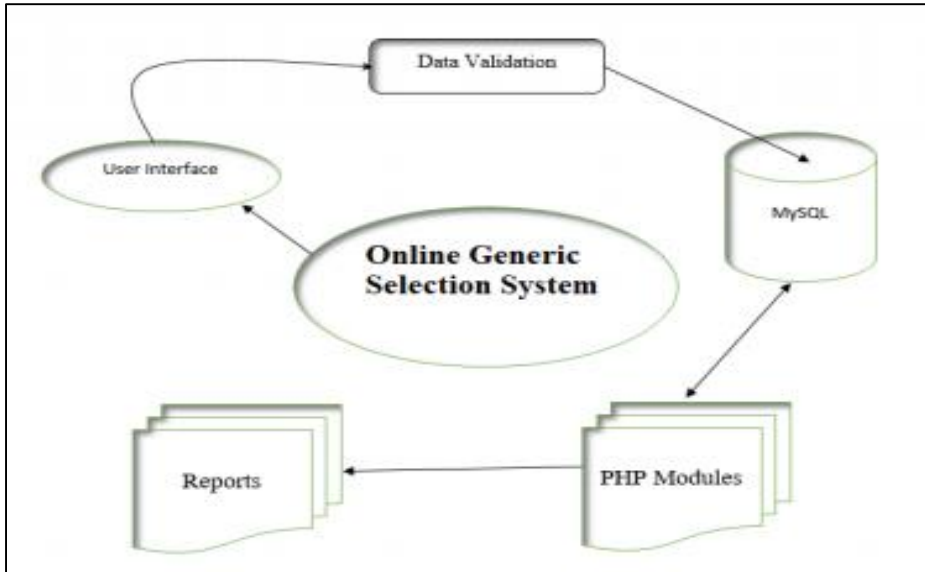 Data Validation
User Interface
MySQL
Online Generic
Selection System
Reports
PHP Modules